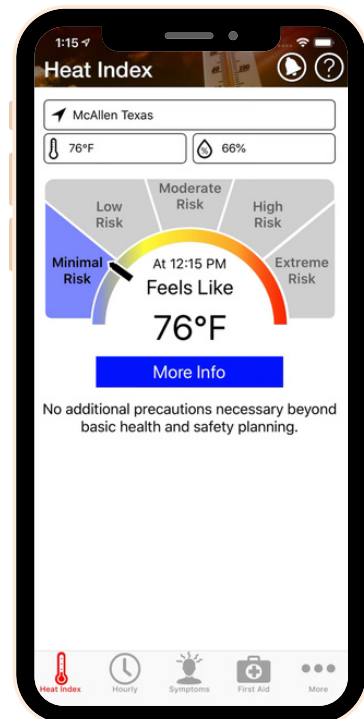 1:15
Heat Index
McAllen Texas
76°F
66%
Minimal
Risk
Low
Risk
Moderate
Risk
High
Risk
Extreme
Risk
At 12:15 PM
Feels Like
76°F
More Info
No additional precautions necessary beyond
basic health and safety planning.
Heat Index
Hourly
Symptoms
First Aid
More